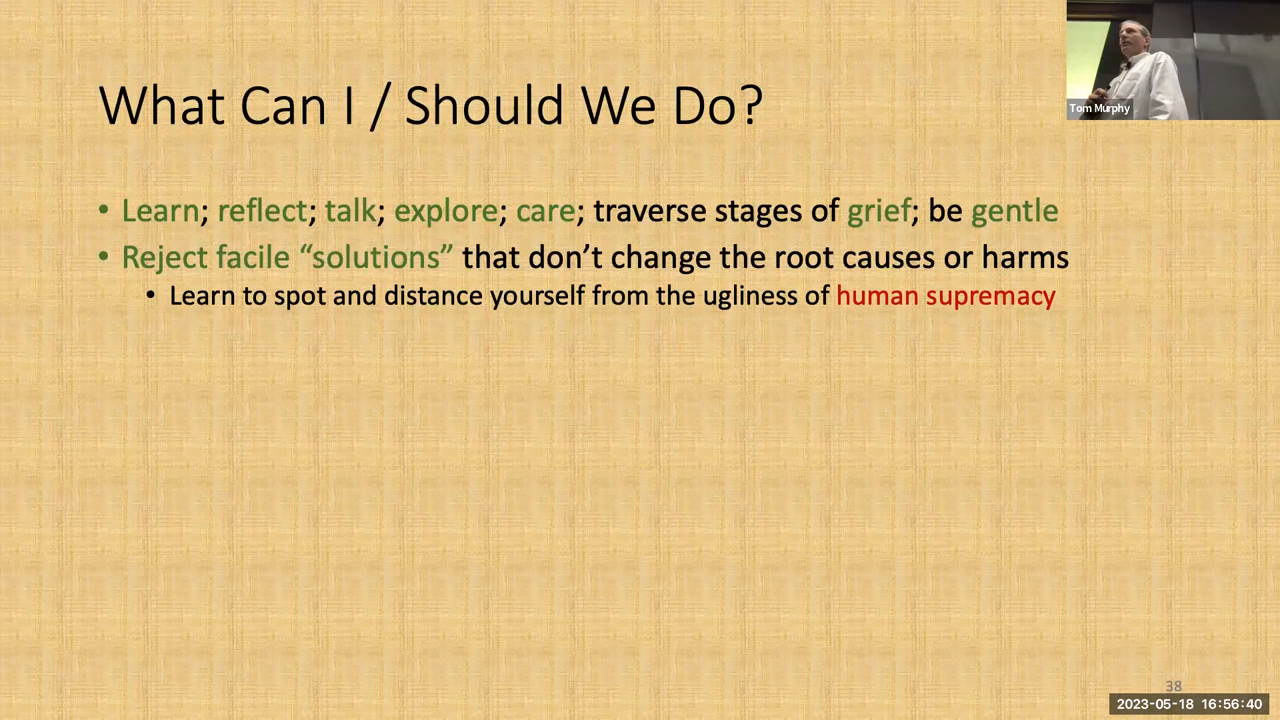 Tom Murphy
What Can I / Should We Do?
• Learn; reflect; talk; explore; care; traverse stages of grief; be gentle
• Reject facile “solutions” that don’t change the root causes or harms
• Learn to spot and distance yourself from the ugliness of human supremacy
38
2023-05-18 16:56:40